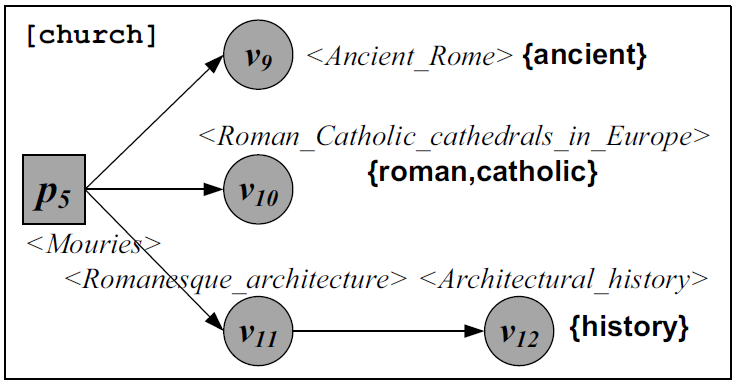 [church]
v9 <Ancient_Rome> {ancient}
<Roman_Catholic_cathedrals_in_Europe>
{roman,catholic}
p5 v10
<Mouries>
<Romanesque_architecture> <Architectural_history>
v11 v12 {history}